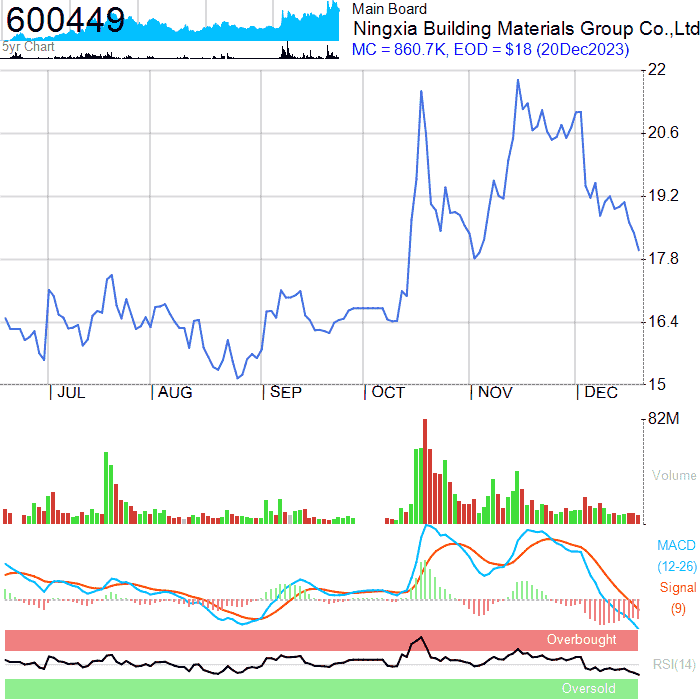 600449
5yr Chart
Main Board
Ningxia Building Materials Group Co.,Ltd
MC = 860.7K, EOD = $18 (20Dec2023)
22
20.6
19.2
17.8
16.4
15
JUL
AUG
SEP
OCT
NOV
DEC
82M
Volume
MACD
(12-26)
Signal
(9)
Overbought
RSI(14)
Oversold